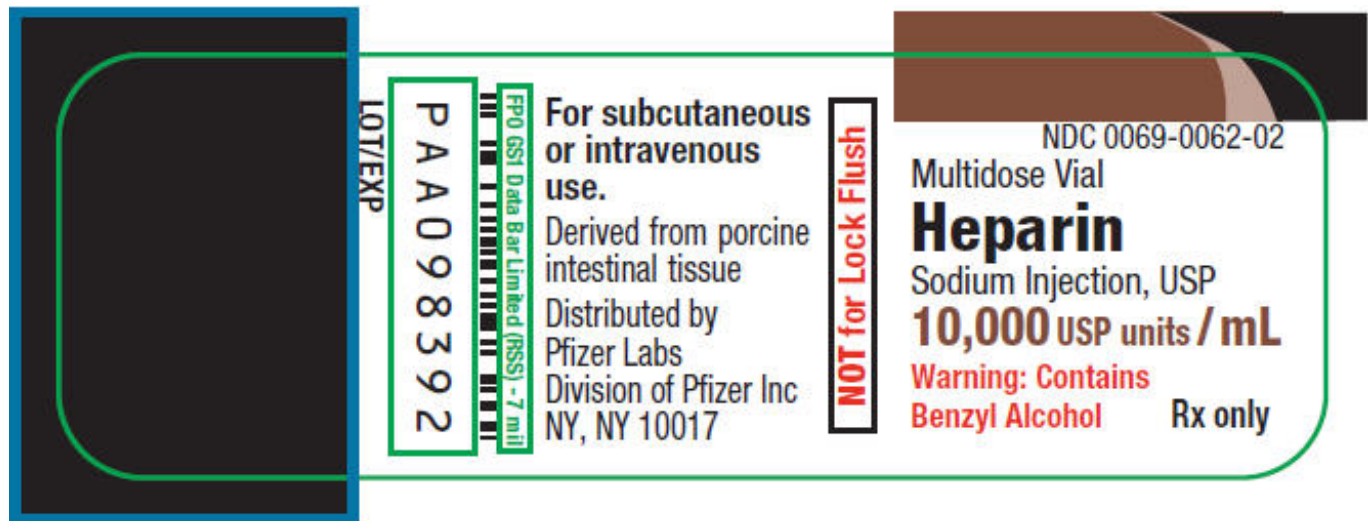 LOT/EXP
PAA098392
FPO GS1 Data Bar Limited (RSS) - 7 mil
For subcutaneous
or intravenous
use.
Derived from porcine
intestinal tissue
Distributed by
Pfizer Labs
Division of Pfizer Inc
NY, NY 10017
NOT for Lock Flush
NDC 0069-0062-02
Multidose Vial
Heparin
Sodium Injection, USP
10,000 USP units / mL
Warning: Contains
Benzyl Alcohol Rx only